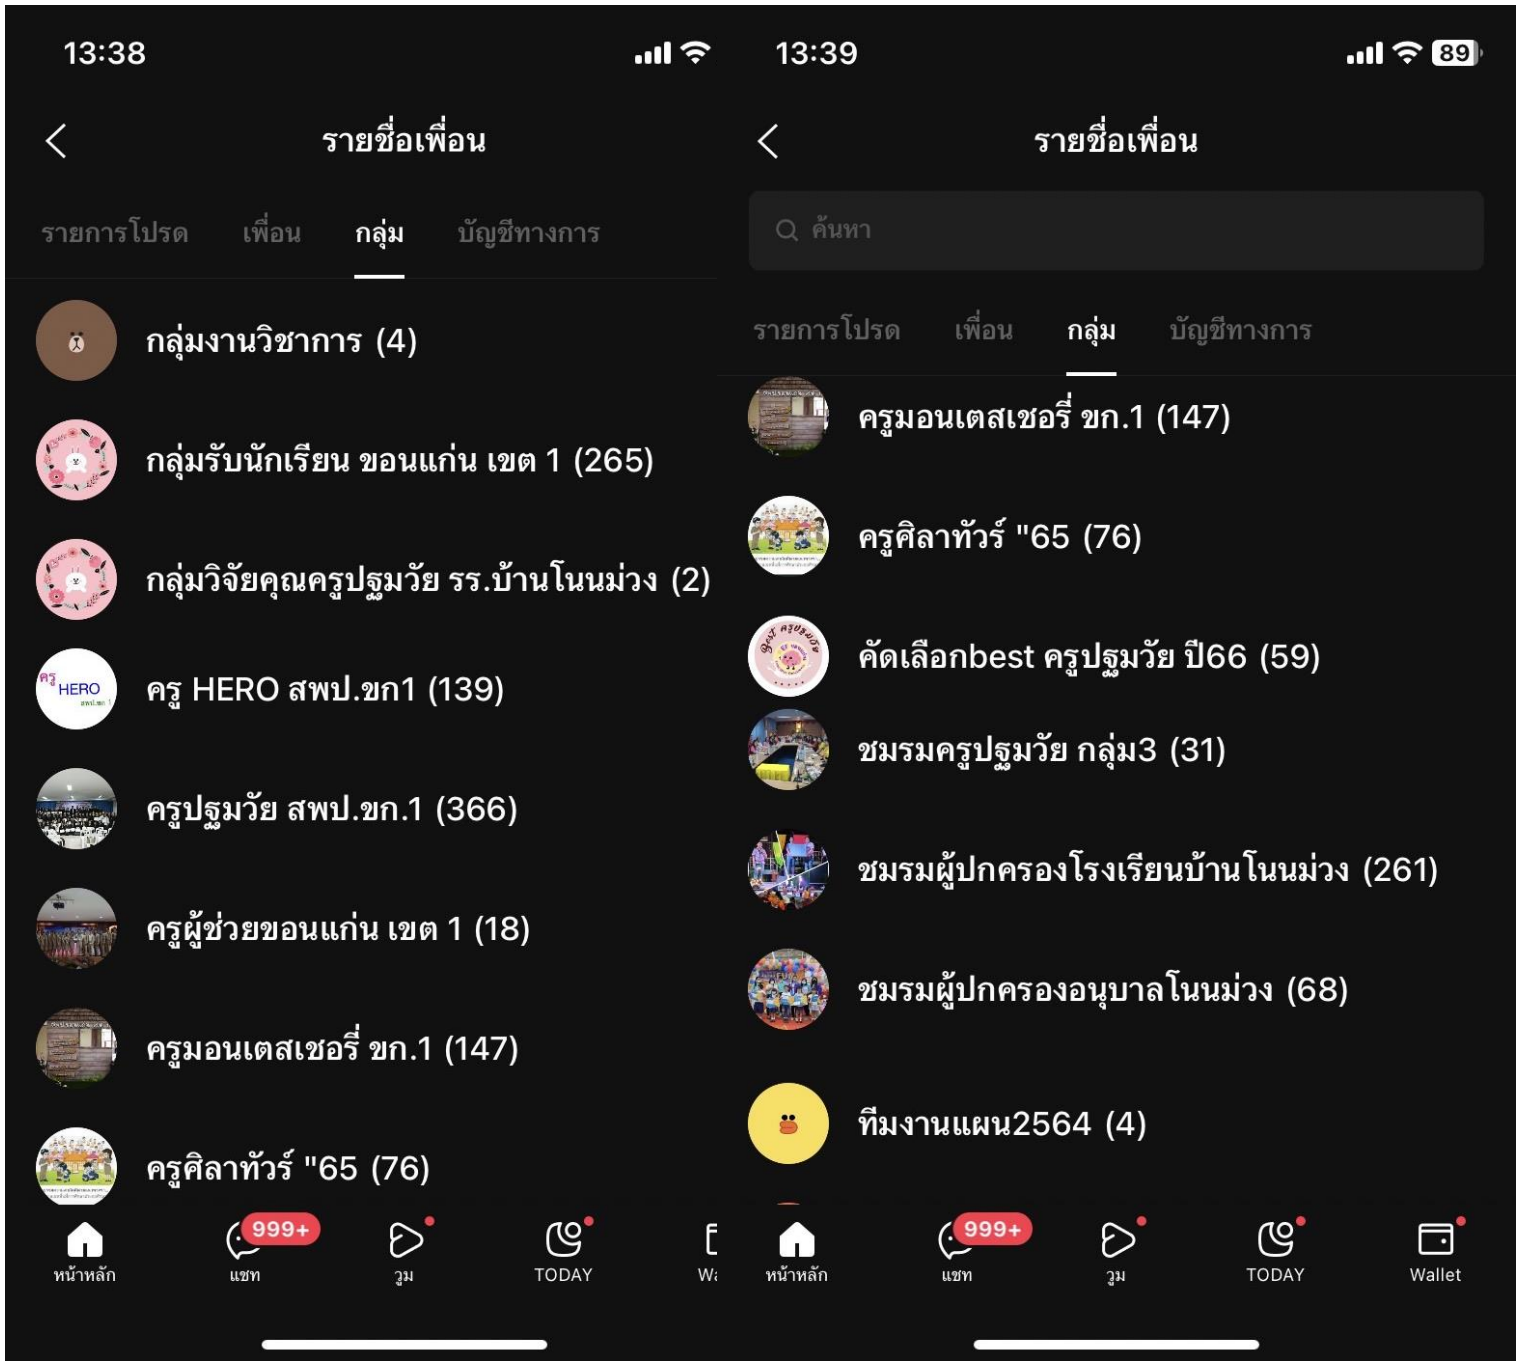 13:38
รายชื่อเพื่อน
รายการโปรด เพื่อน กลุ่ม บัญชีทางการ
กลุ่มงานวิชาการ (4)
กลุ่มรับนักเรียน ขอนแก่น เขต 1 (265)
กลุ่มวิจัยคุณครูปฐมวัย รร.บ้านโนนม่วง (2)
ครู HERO
ครู HERO สพป.ขก1 (139)
ครูปฐมวัย สพป.ขก.1 (366)
ครูผู้ช่วยขอนแก่น เขต 1 (18)
ครูมอนเตสเชอรี่ ขก.1 (147)
ครูศิลาทัวร์ "65 (76)
999+
หน้าหลัก แชท วูม TODAY
13:39 89
รายชื่อเพื่อน
ค้นหา
รายการโปรด เพื่อน กลุ่ม บัญชีทางการ
ครูมอนเตสเชอรี่ ขก.1 (147)
ครูศิลาทัวร์ "65 (76)
Best ครูปฐมวัย
คัดเลือกbest ครูปฐมวัย ปี66 (59)
ชมรมครูปฐมวัย กลุ่ม3 (31)
ชมรมผู้ปกครองโรงเรียนบ้านโนนม่วง (261)
ชมรมผู้ปกครองอนุบาลโนนม่วง (68)
ทีมงานแผน2564 (4)
999+
หน้าหลัก แชท วูม TODAY Wallet